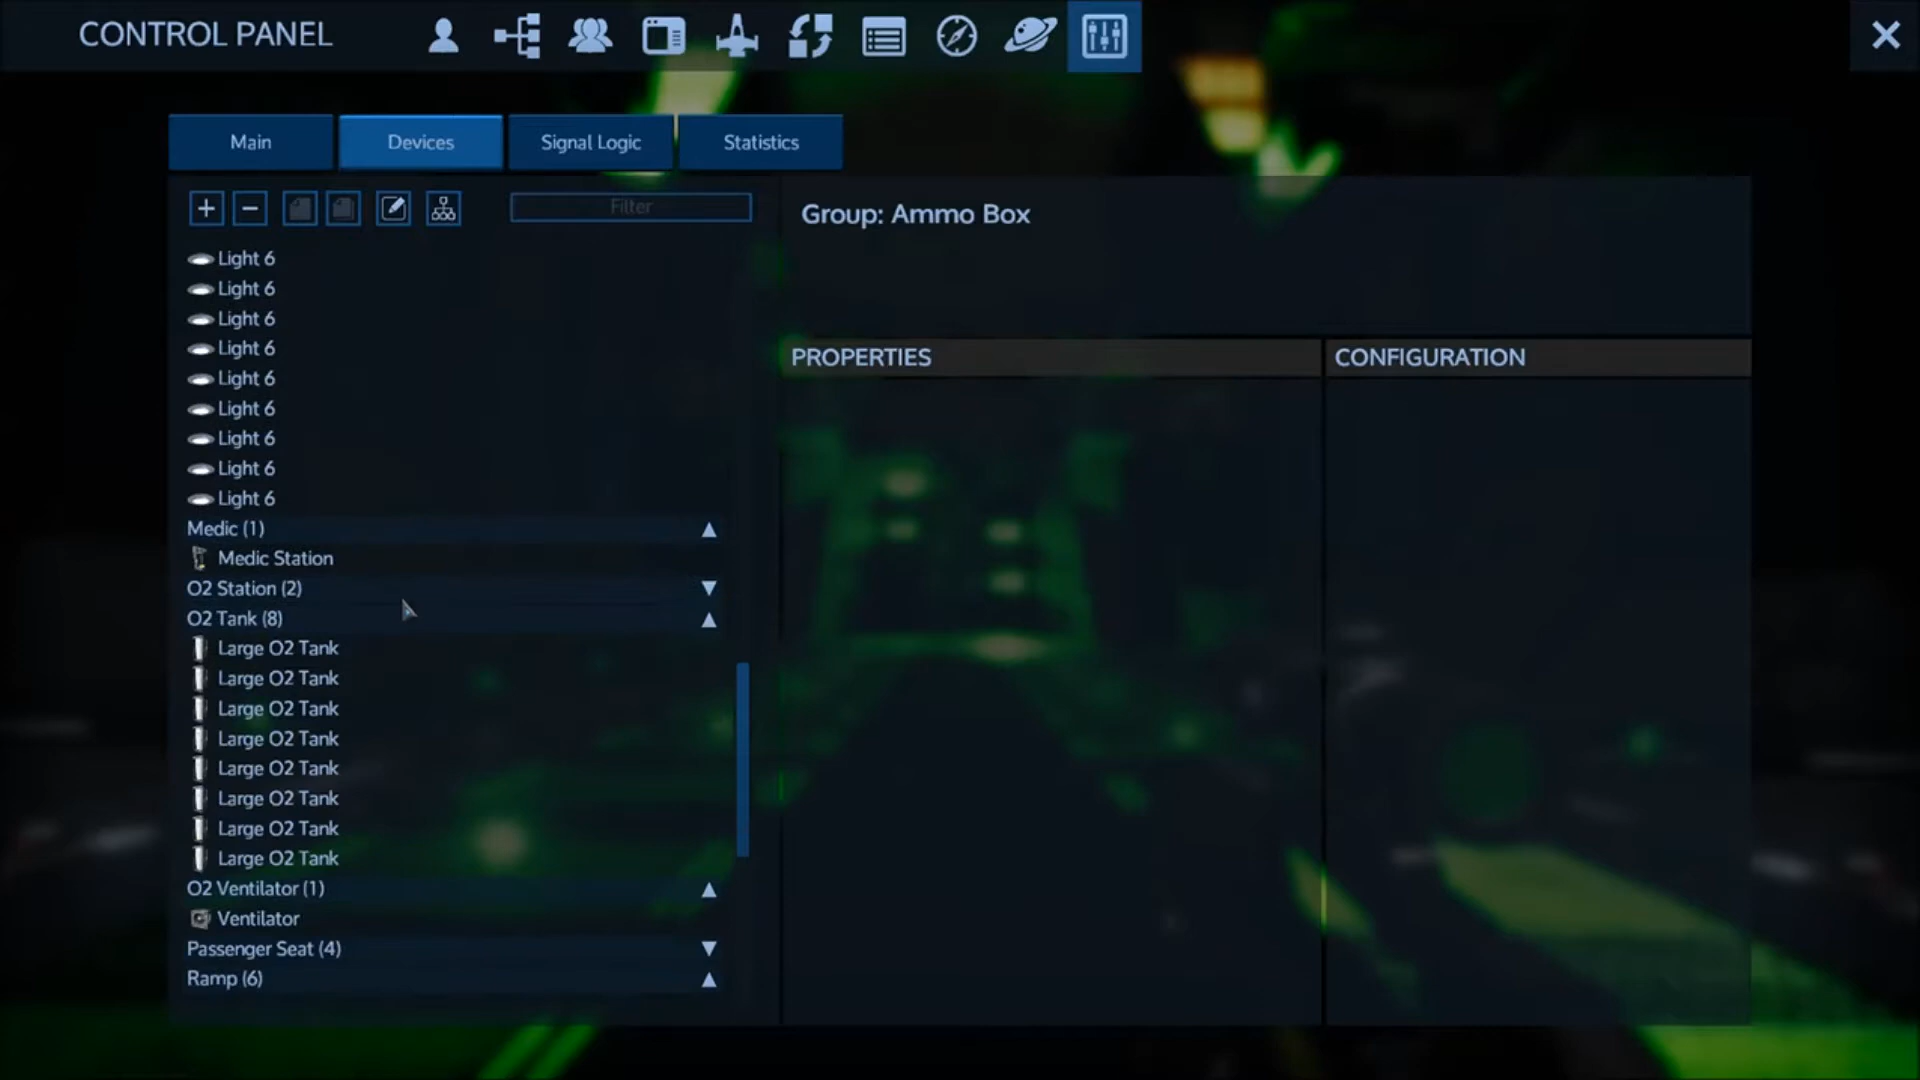 CONTROL PANEL
Main
Devices
Signal Logic
Statistics
Filter
Light 6
Light 6
Light 6
Light 6
Light 6
Light 6
Light 6
Light 6
Light 6
Medic (1)
Medic Station
O2 Station (2)
O2 Tank (8)
Large O2 Tank
Large O2 Tank
Large O2 Tank
Large O2 Tank
Large O2 Tank
Large O2 Tank
Large O2 Tank
Large O2 Tank
O2 Ventilator (1)
Ventilator
Passenger Seat (4)
Ramp (6)
Group: Ammo Box
PROPERTIES
CONFIGURATION